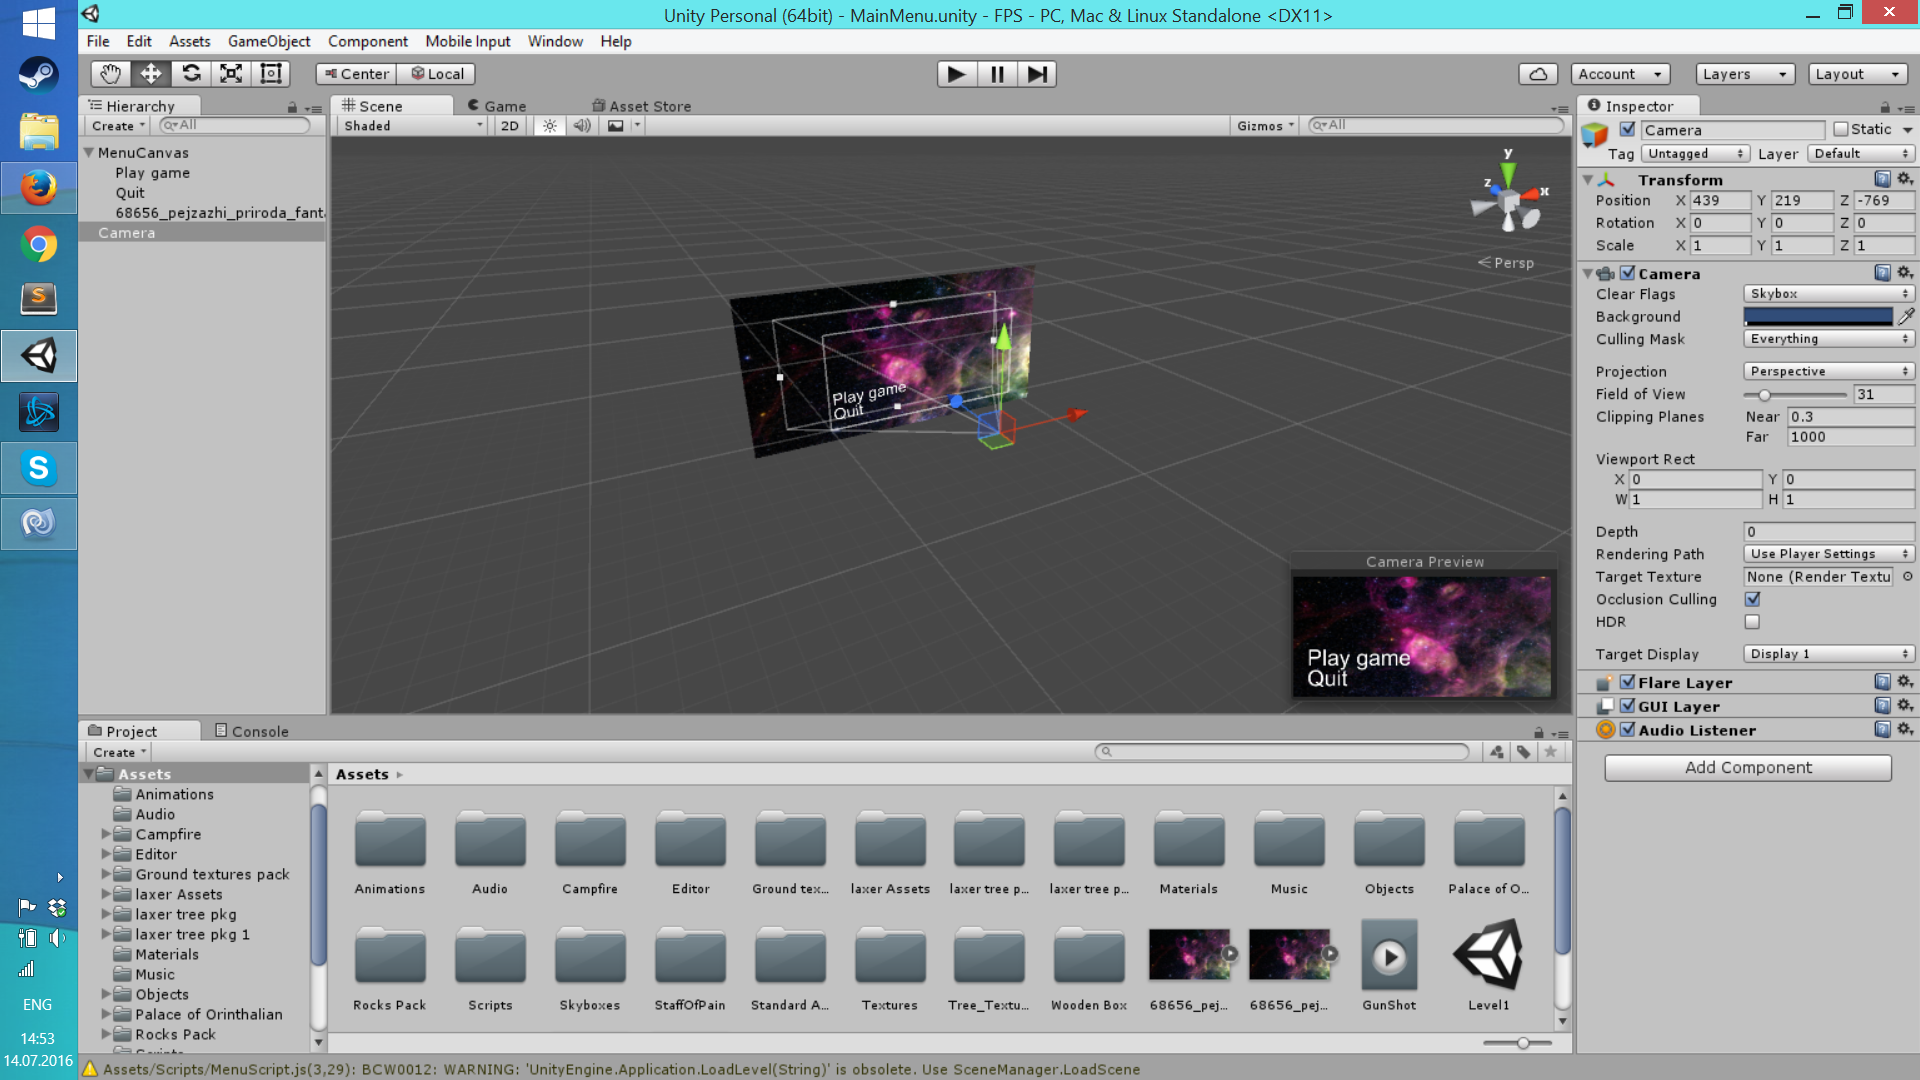 Unity Personal (64bit) - MainMenu.unity - FPS - PC, Mac & Linux Standalone <DX11>
File Edit Assets GameObject Component Mobile Input Window Help
Center Local Account Layers Layout
Hierarchy
Create All
MenuCanvas
Play game
Quit
68656_pejzazhi_priroda_fant
Camera
Scene Game Asset Store
Shaded 2D Gizmos All
y
z x
Persp
Play game
Quit
Camera Preview
Play game
Quit
Inspector
Camera Static
Tag Untagged Layer Default
Transform
Position X 439 Y 219 Z -769
Rotation X 0 Y 0 Z 0
Scale X 1 Y 1 Z 1
Camera
Clear Flags Skybox
Background
Culling Mask Everything
Projection Perspective
Field of View 31
Clipping Planes Near 0.3
Far 1000
Viewport Rect
X 0 Y 0
W 1 H 1
Depth 0
Rendering Path Use Player Settings
Target Texture None (Render Textu
Occlusion Culling
HDR
Target Display Display 1
Flare Layer
GUI Layer
Audio Listener
Add Component
Project Console
Create
Assets
Animations
Audio
Campfire
Editor
Ground textures pack
laxer Assets
laxer tree pkg
laxer tree pkg 1
Materials
Music
Objects
Palace of Orinthalian
Rocks Pack
Scripts
Assets
Animations Audio Campfire Editor Ground tex... laxer Assets laxer tree p... laxer tree p... Materials Music Objects Palace of O...
Rocks Pack Scripts Skyboxes StaffOfPain Standard A... Textures Tree_Textu... Wooden Box 68656_pej... 68656_pej... GunShot Level1
Assets/Scripts/MenuScript.js(3,29): BCW0012: WARNING: 'UnityEngine.Application.LoadLevel(String)' is obsolete. Use SceneManager.LoadScene
ENG
14:53
14.07.2016